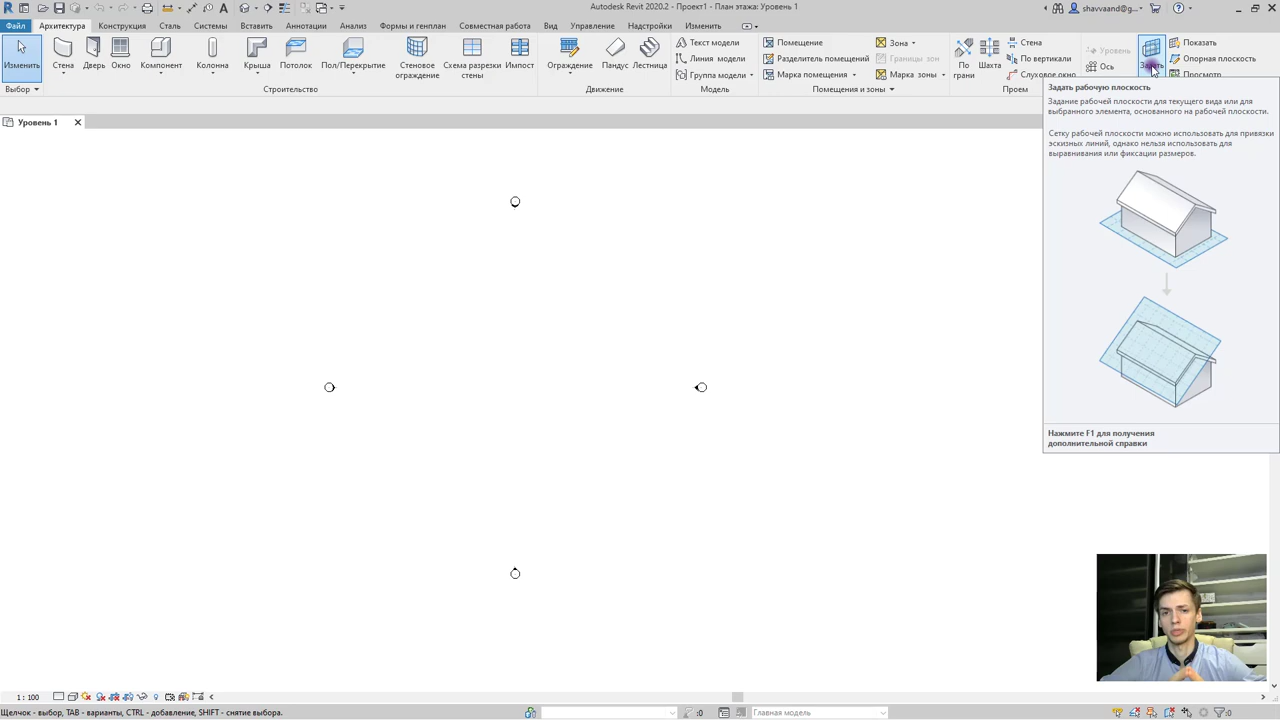 Autodesk Revit 2020.2 - Проект1 - План этажа: Уровень 1
shavvaand@g...
Файл Архитектура Конструкция Сталь Системы Вставить Аннотации Анализ Формы и генплан Совместная работа Вид Управление Надстройки Изменить
Изменить
Стена
Дверь
Окно
Компонент
Колонна
Крыша
Потолок
Пол/Перекрытие
Стеновое
ограждение
Схема разрезки
стены
Импост
Ограждение
Пандус
Лестница
Текст модели
Линия модели
Группа модели
Помещение
Разделитель помещений
Марка помещения
Зона
Границы зон
Марка зоны
По
грани
Шахта
Стена
По вертикали
Слуховое окно
Уровень
Ось
Показать
Опорная плоскость
Просмотр
Выбор
Строительство
Движение
Модель
Помещения и зоны
Проем
Уровень 1
Задать рабочую плоскость
Задание рабочей плоскости для текущего вида или для
выбранного элемента, основанного на рабочей плоскости.
Сетку рабочей плоскости можно использовать для привязки
эскизных линий, однако нельзя использовать для
выравнивания или фиксации размеров.
Нажмите F1 для получения
дополнительной справки
1 : 100
Щелчок - выбор, TAB - варианты, CTRL - добавление, SHIFT - снятие выбора.
:0
Главная модель
:0